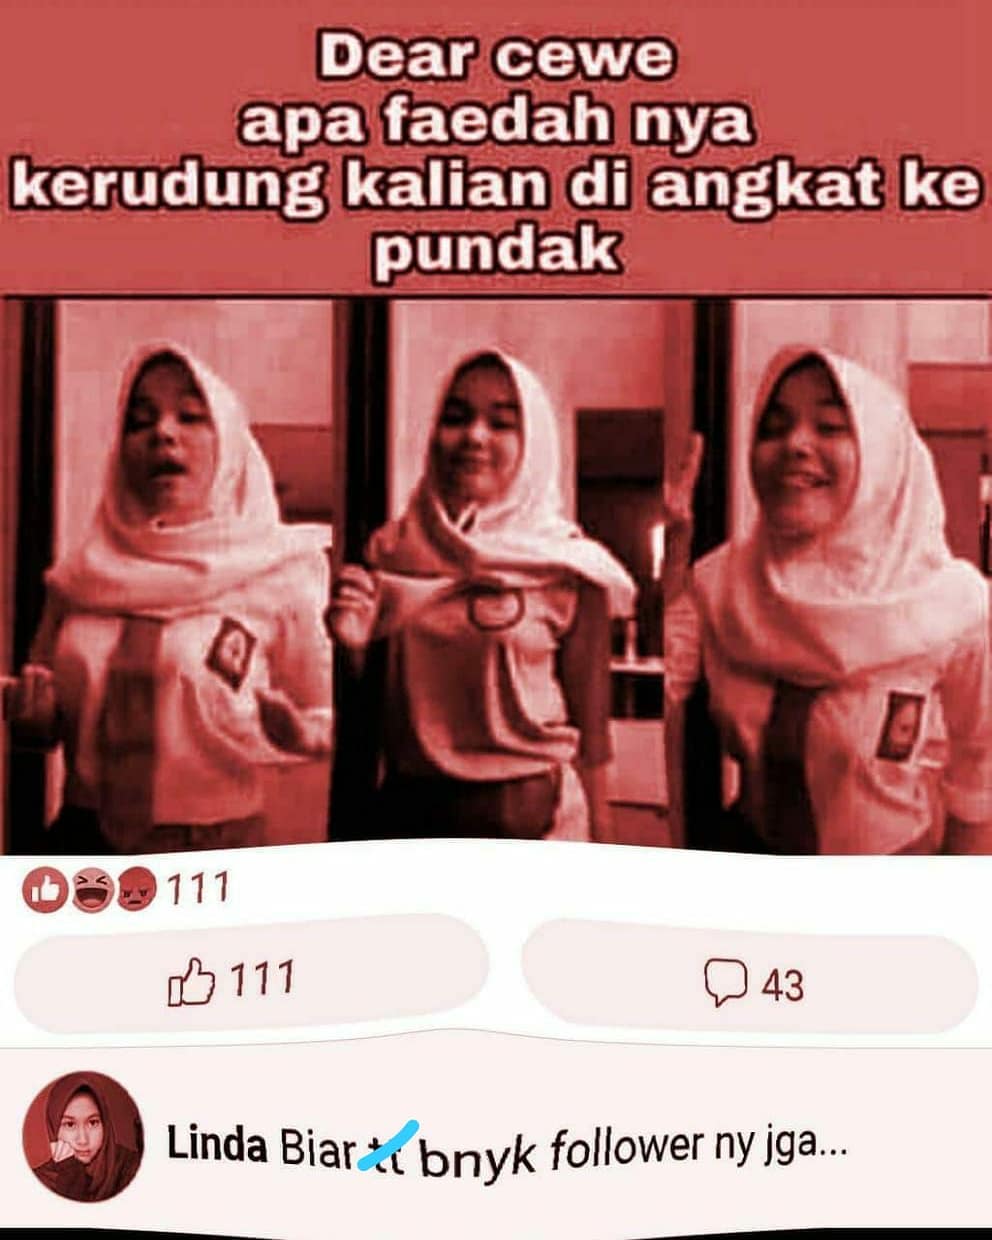 Dear cewe
apa faedah nya
kerudung kalian di angkat ke
pundak
111
111
43
Linda Biar tt bnyk follower ny jga...